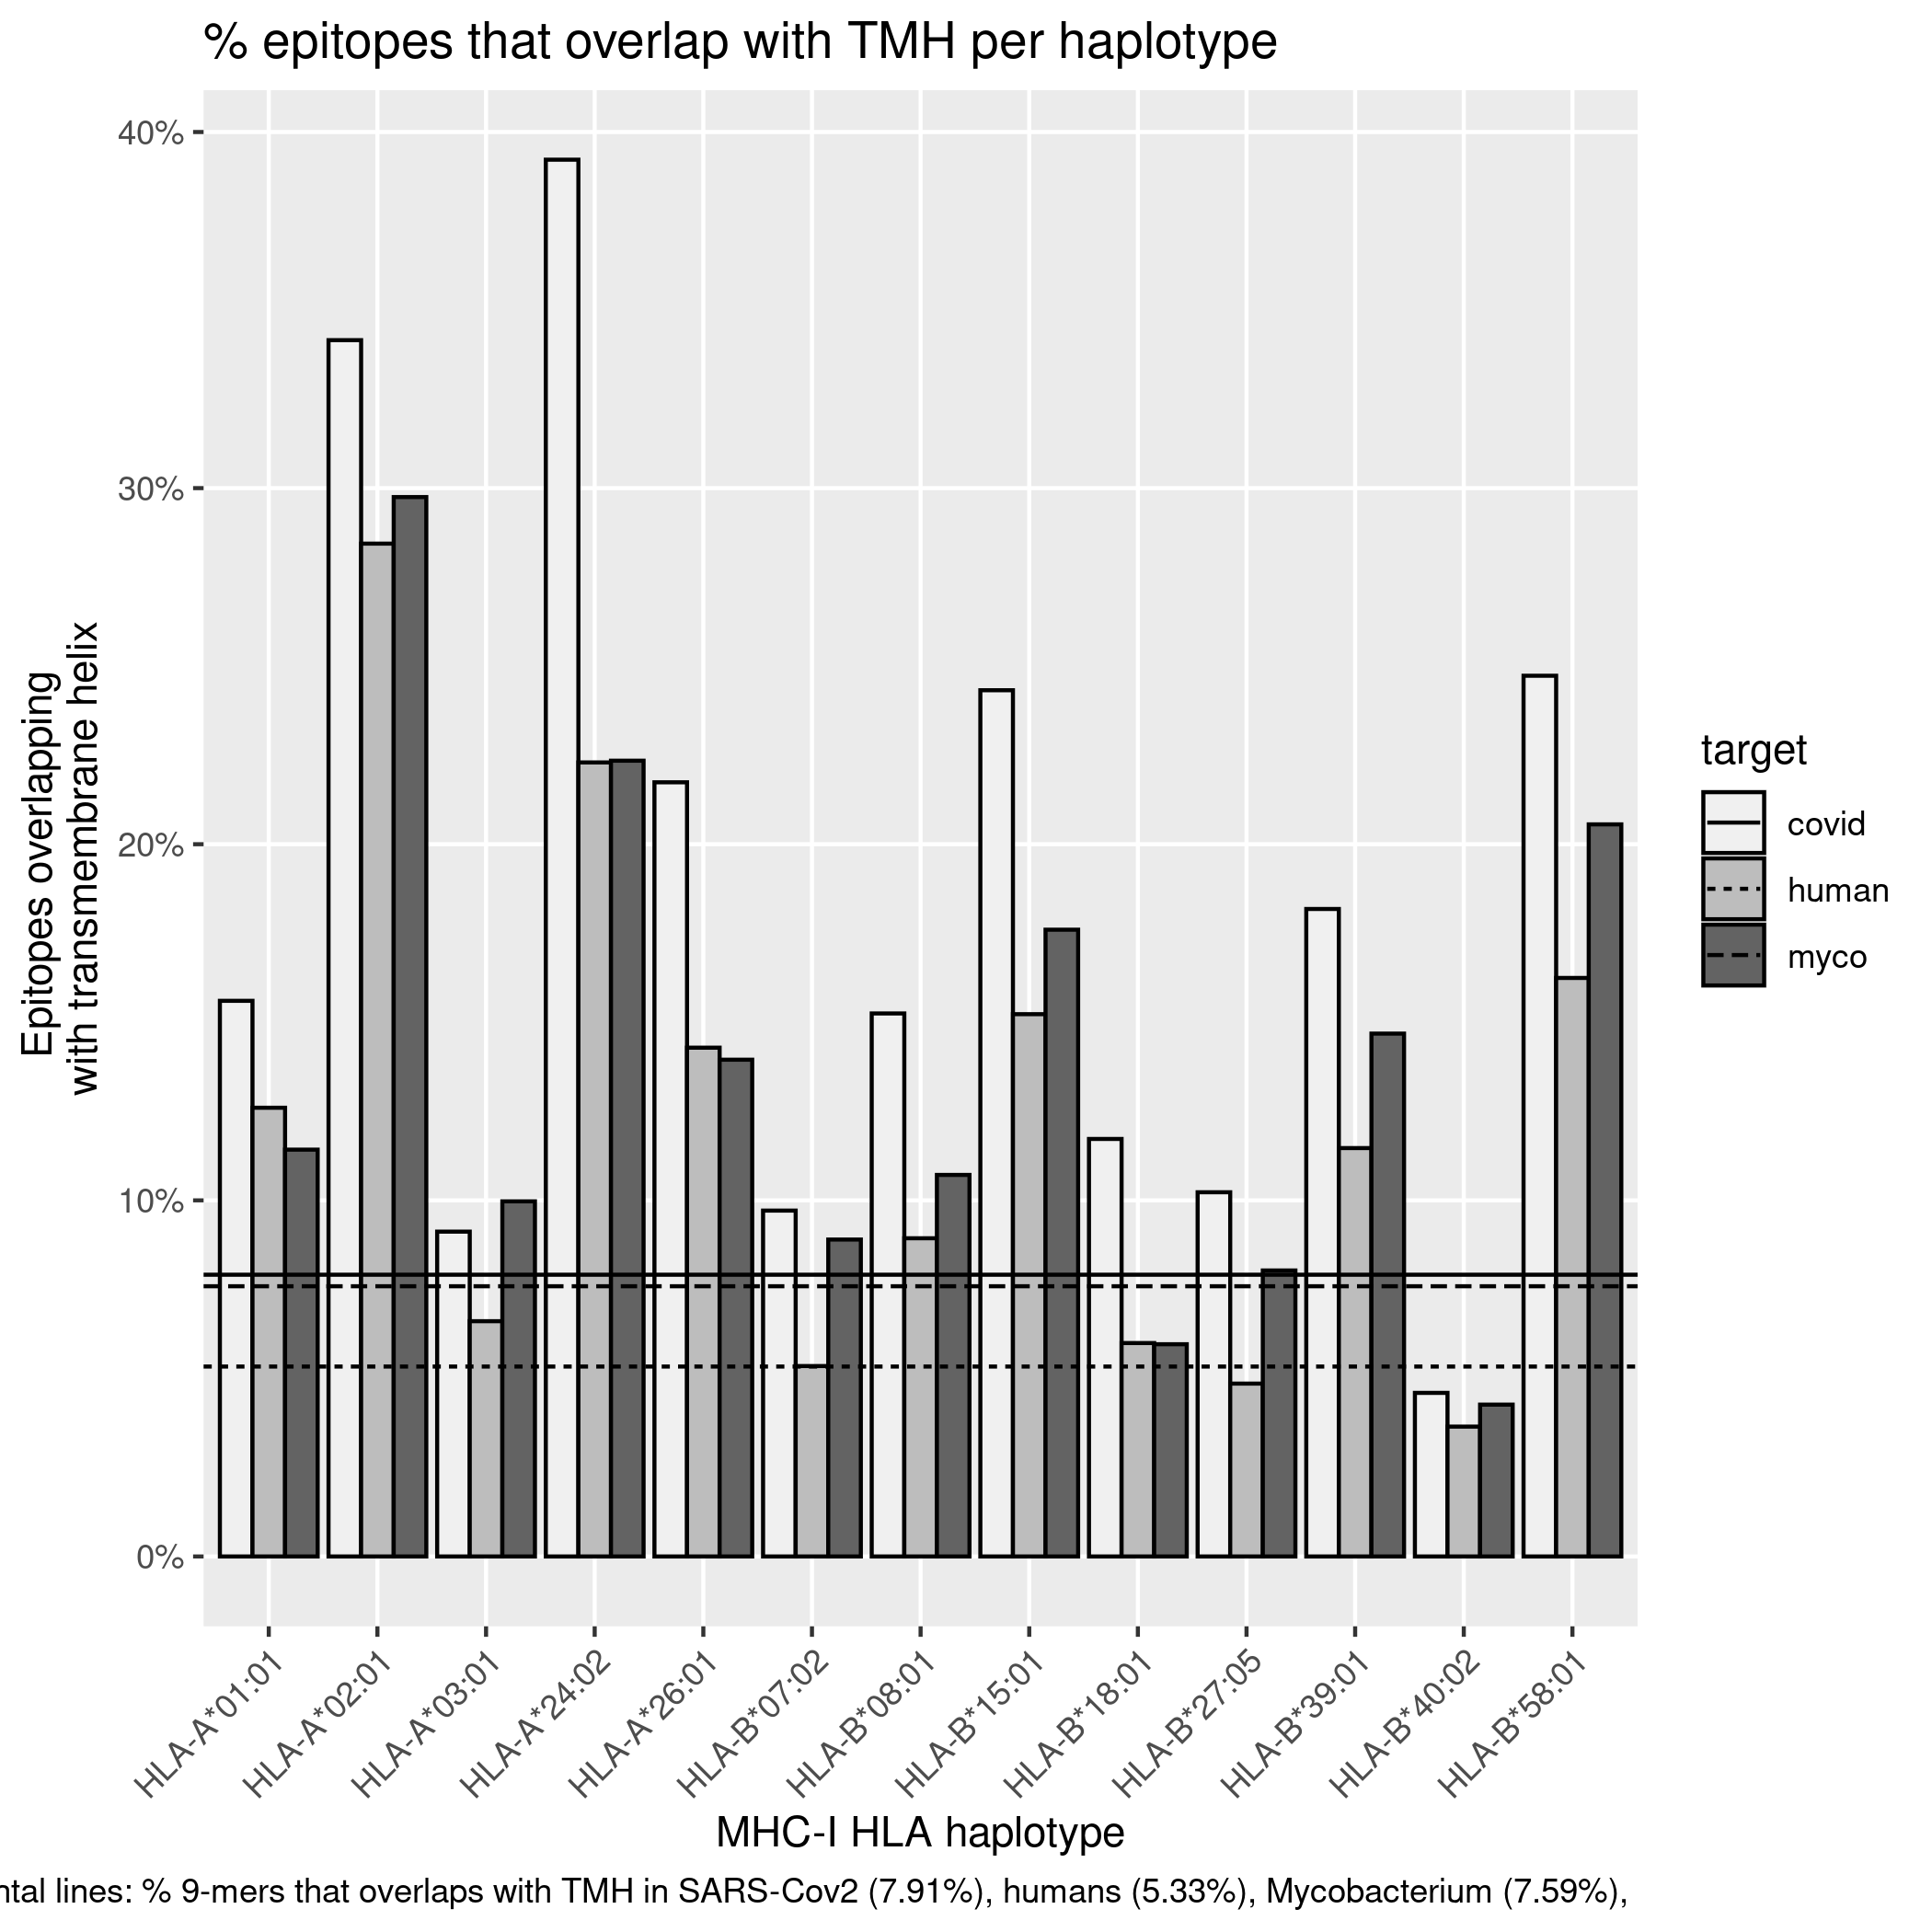 % epitopes that overlap with TMH per haplotype
40%
30%
20%
10%
0%
Epitopes overlapping
with transmembrane helix
HLA-A*01:01
HLA-A*02:01
HLA-A*03:01
HLA-A*24:02
HLA-A*26:01
HLA-B*07:02
HLA-B*08:01
HLA-B*15:01
HLA-B*18:01
HLA-B*27:05
HLA-B*39:01
HLA-B*40:02
HLA-B*58:01
MHC-I HLA haplotype
target
covid
human
myco
lines: % 9-mers that overlaps with TMH in SARS-Cov2 (7.91%), humans (5.33%), Mycobacterium (7.59%),